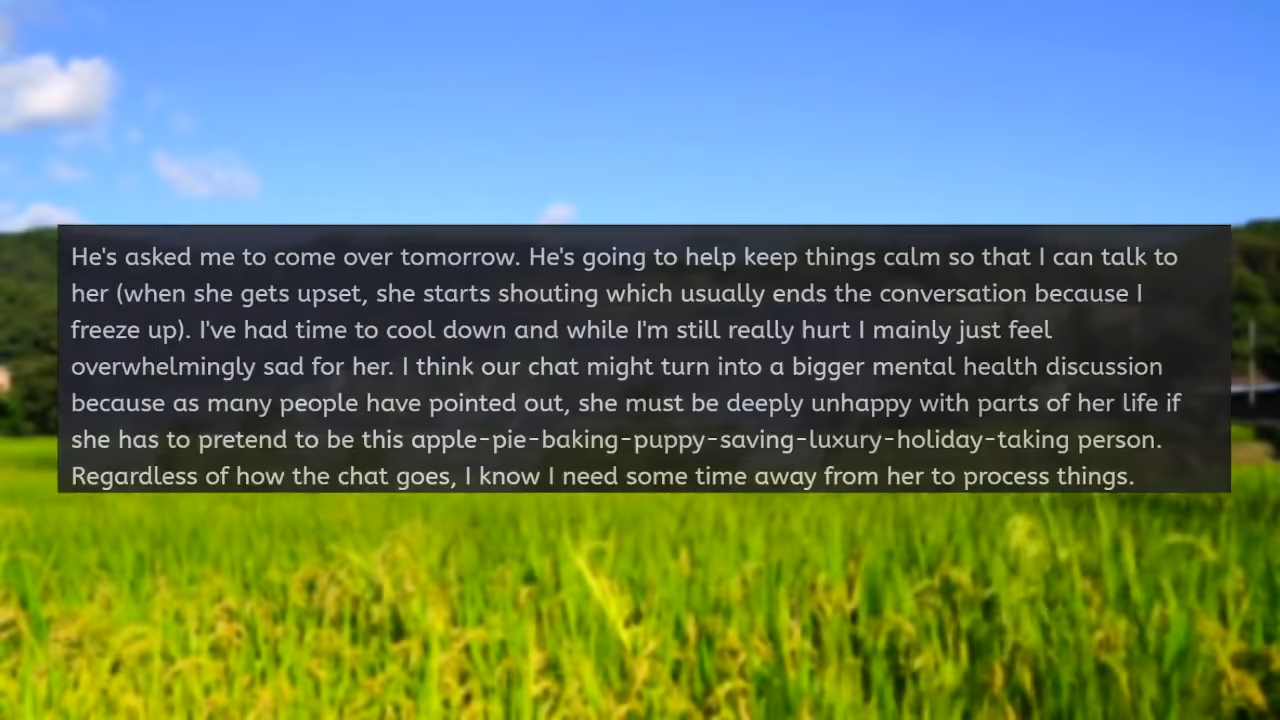 He's asked me to come over tomorrow. He's going to help keep things calm so that I can talk to
her (when she gets upset, she starts shouting which usually ends the conversation because I
freeze up). I've had time to cool down and while I'm still really hurt I mainly just feel
overwhelmingly sad for her. I think our chat might turn into a bigger mental health discussion
because as many people have pointed out, she must be deeply unhappy with parts of her life if
she has to pretend to be this apple-pie-baking-puppy-saving-luxury-holiday-taking person.
Regardless of how the chat goes, I know I need some time away from her to process things.